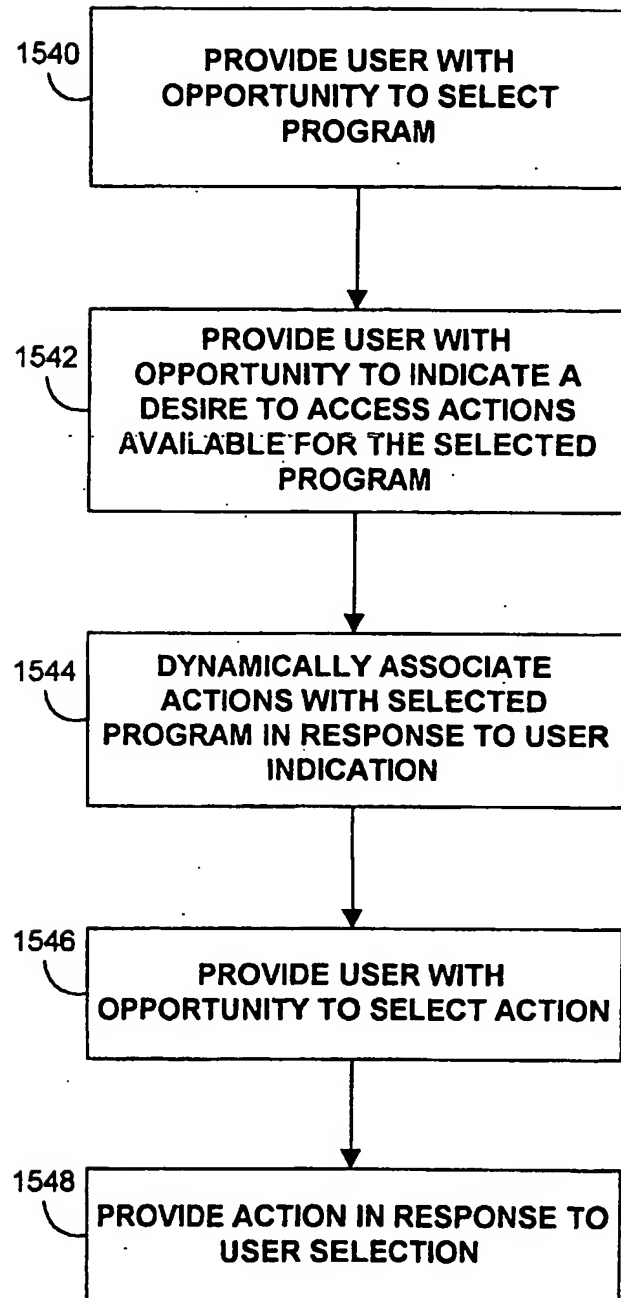 1540
PROVIDE USER WITH
OPPORTUNITY TO SELECT
PROGRAM
1542
PROVIDE USER WITH
OPPORTUNITY TO INDICATE A
DESIRE TO ACCESS ACTIONS
AVAILABLE FOR THE SELECTED
PROGRAM
1544
DYNAMICALLY ASSOCIATE
ACTIONS WITH SELECTED
PROGRAM IN RESPONSE TO USER
INDICATION
1546
PROVIDE USER WITH
OPPORTUNITY TO SELECT ACTION
1548
PROVIDE ACTION IN RESPONSE TO
USER SELECTION